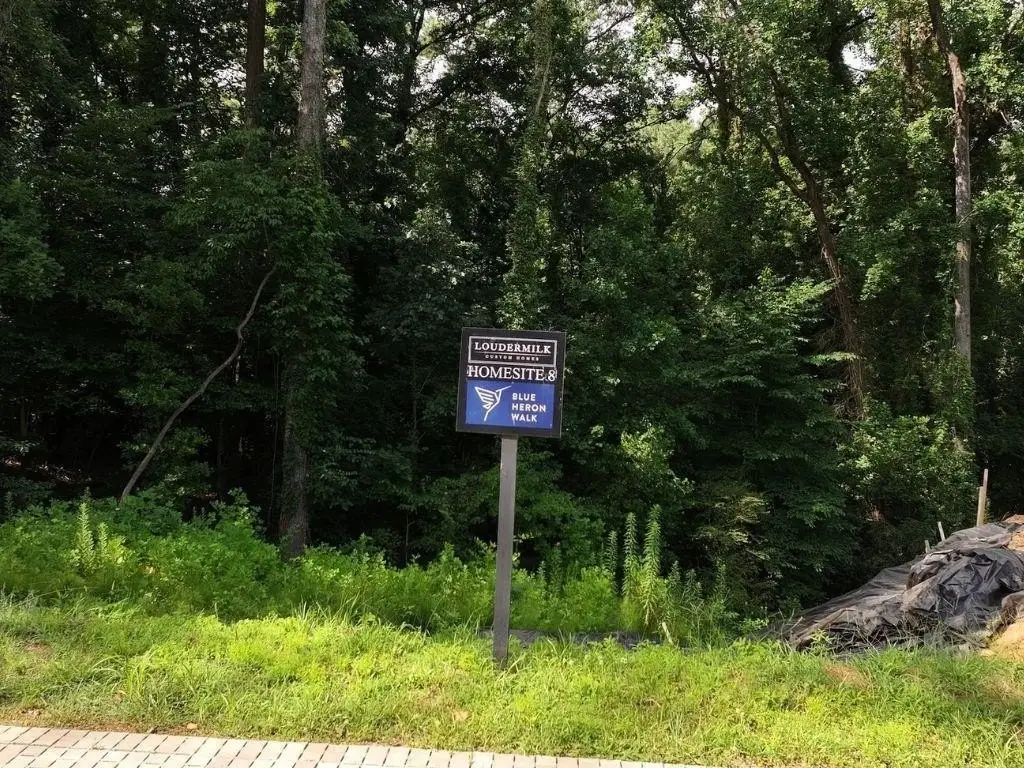 LOUDERMILK
CUSTOM HOMES
HOMESITE 8
BLUE
HERON
WALK